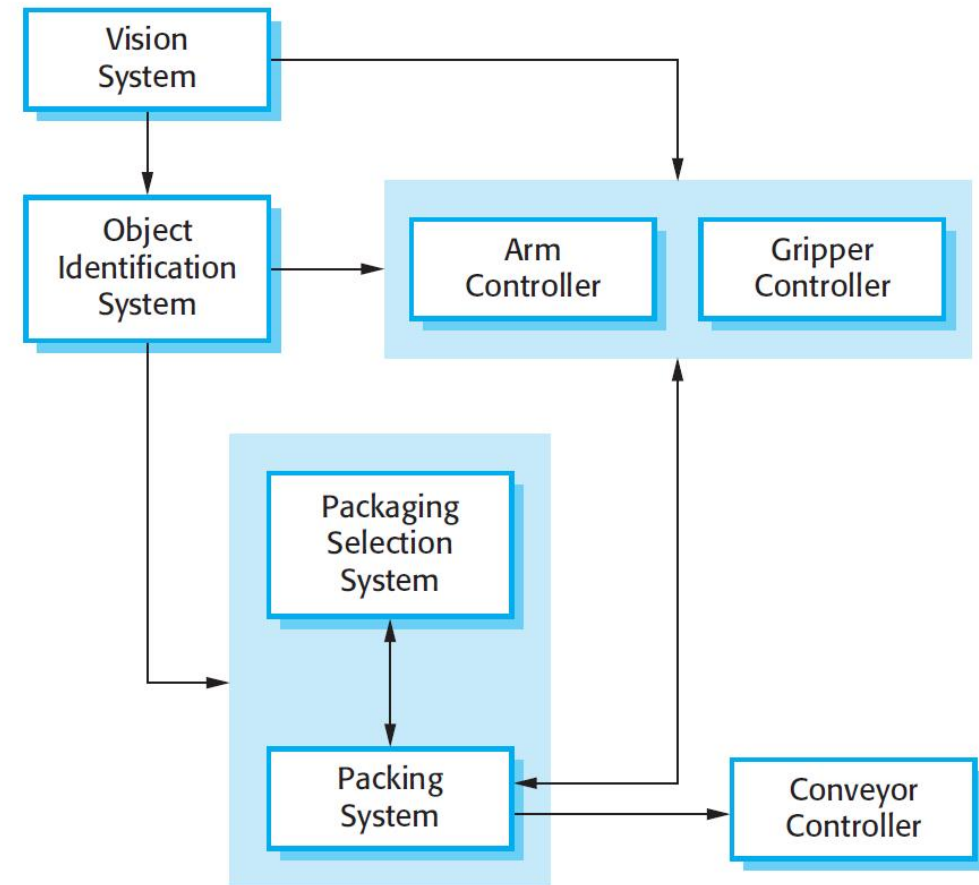 Vision
System
Object
Identification
System
Arm
Controller
Gripper
Controller
Packaging
Selection
System
Packing
System
Conveyor
Controller